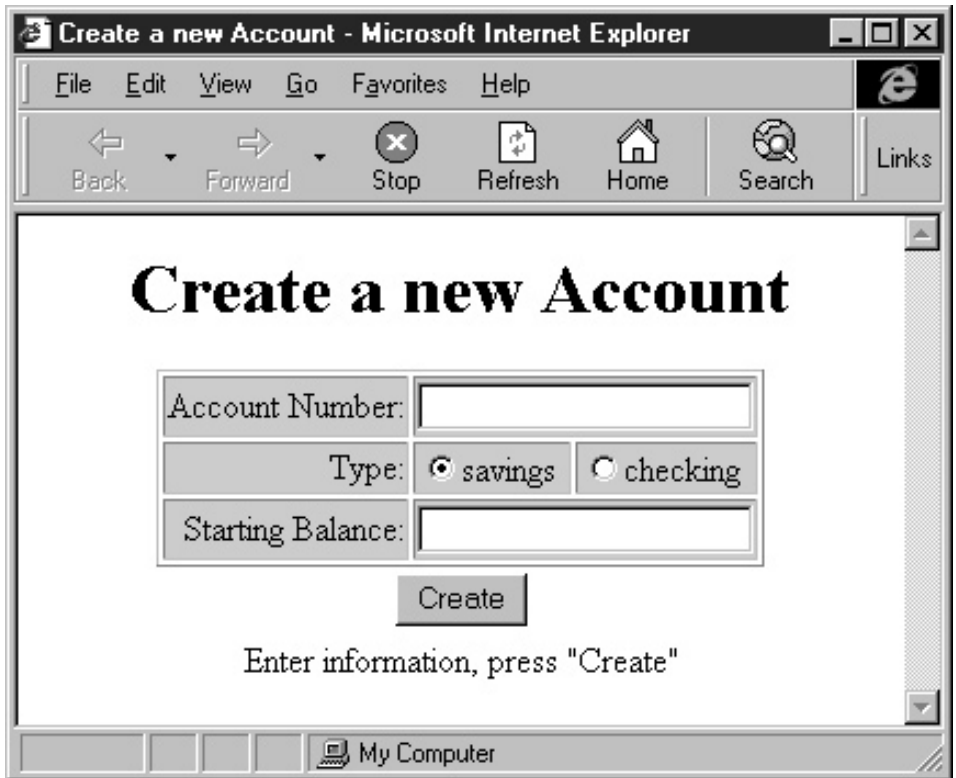 Create a new Account - Microsoft Internet Explorer
File Edit View Go Favorites Help
Back Forward Stop Refresh Home Search Links
Create a new Account
Account Number:
Type: savings checking
Starting Balance:
Create
Enter information, press "Create"
My Computer